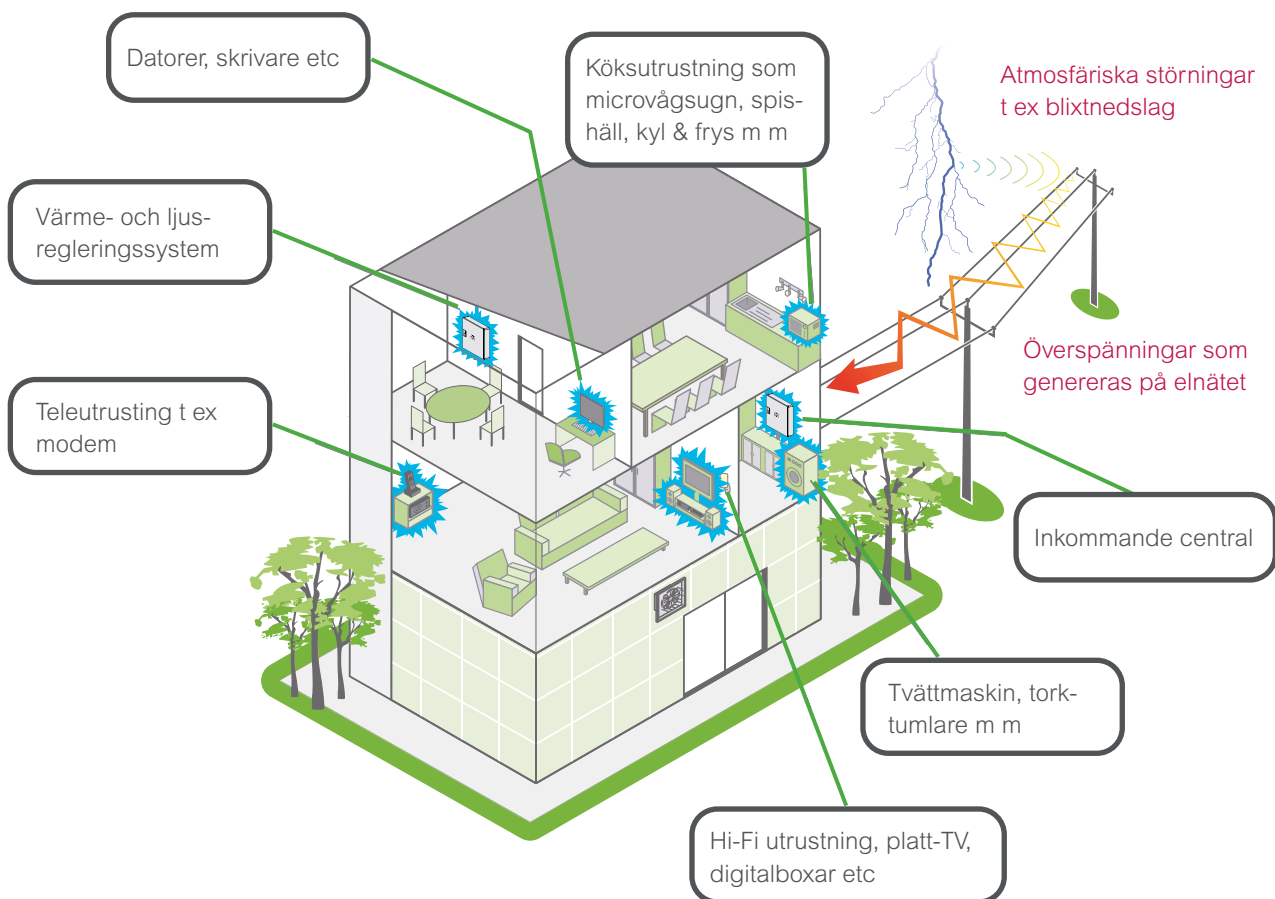 Datorer, skrivare etc
Köksutrustning som
microvågsugn, spis-
häll, kyl & frys m m
Atmosfäriska störningar
t ex blixtnedslag
Värme- och ljus-
regleringssystem
Överspänningar som
genereras på elnätet
Teleutrusting t ex
modem
Inkommande central
Tvättmaskin, tork-
tumlare m m
Hi-Fi utrustning, platt-TV,
digitalboxar etc